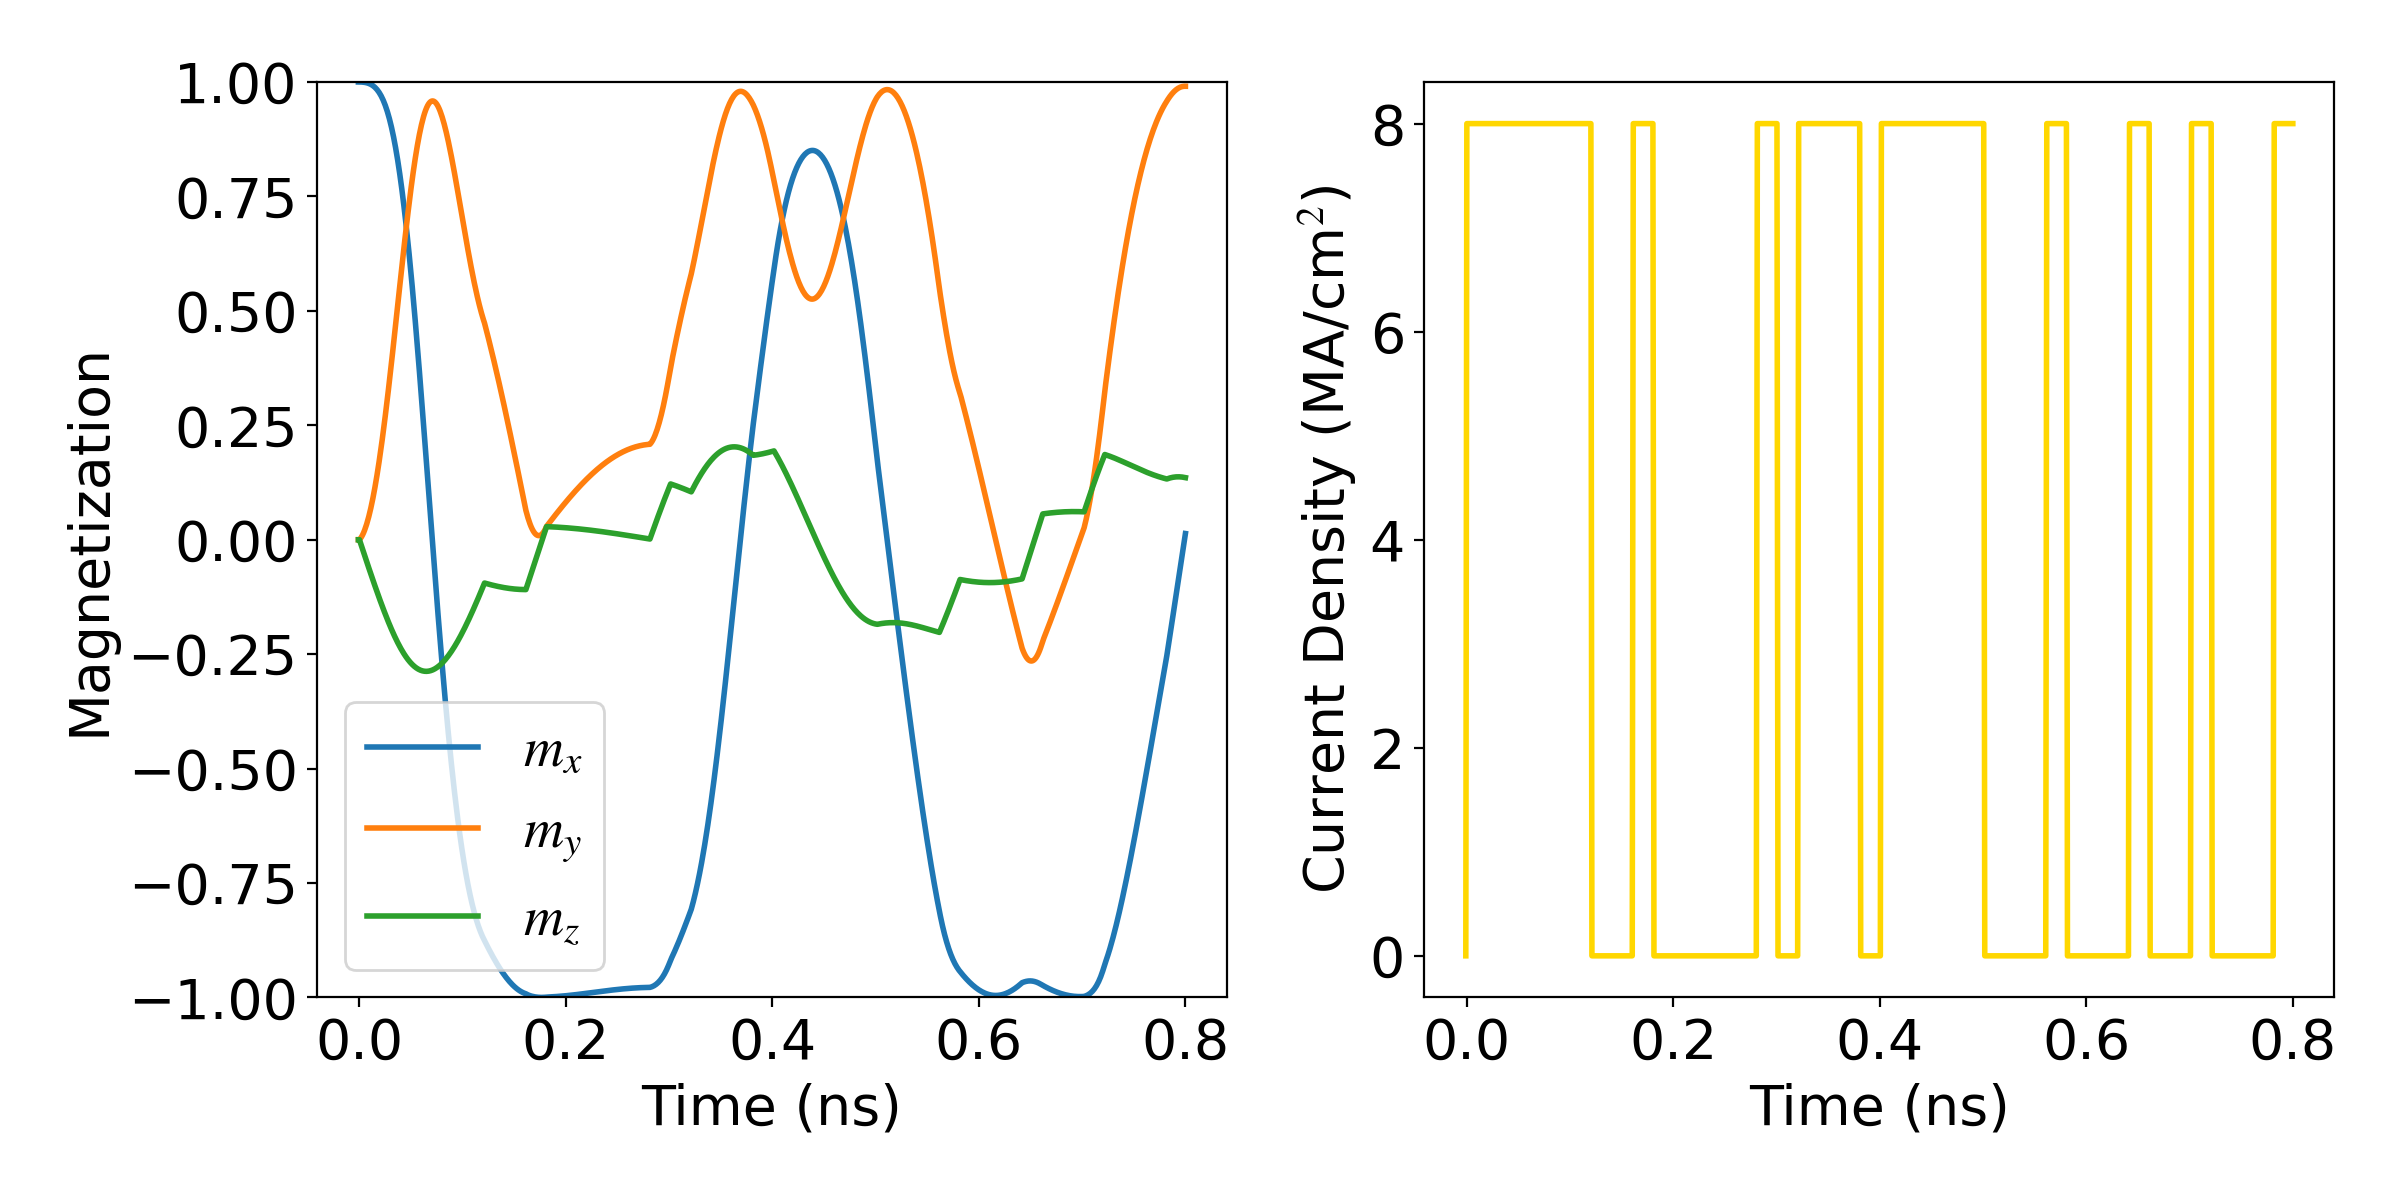 1.00
0.75
0.50
0.25
0.00
−0.25
−0.50
−0.75
−1.00
Magnetization
m_x
m_y
m_z
0.0 0.2 0.4 0.6 0.8
Time (ns)
8
6
4
2
0
Current Density (MA/cm²)
0.0 0.2 0.4 0.6 0.8
Time (ns)